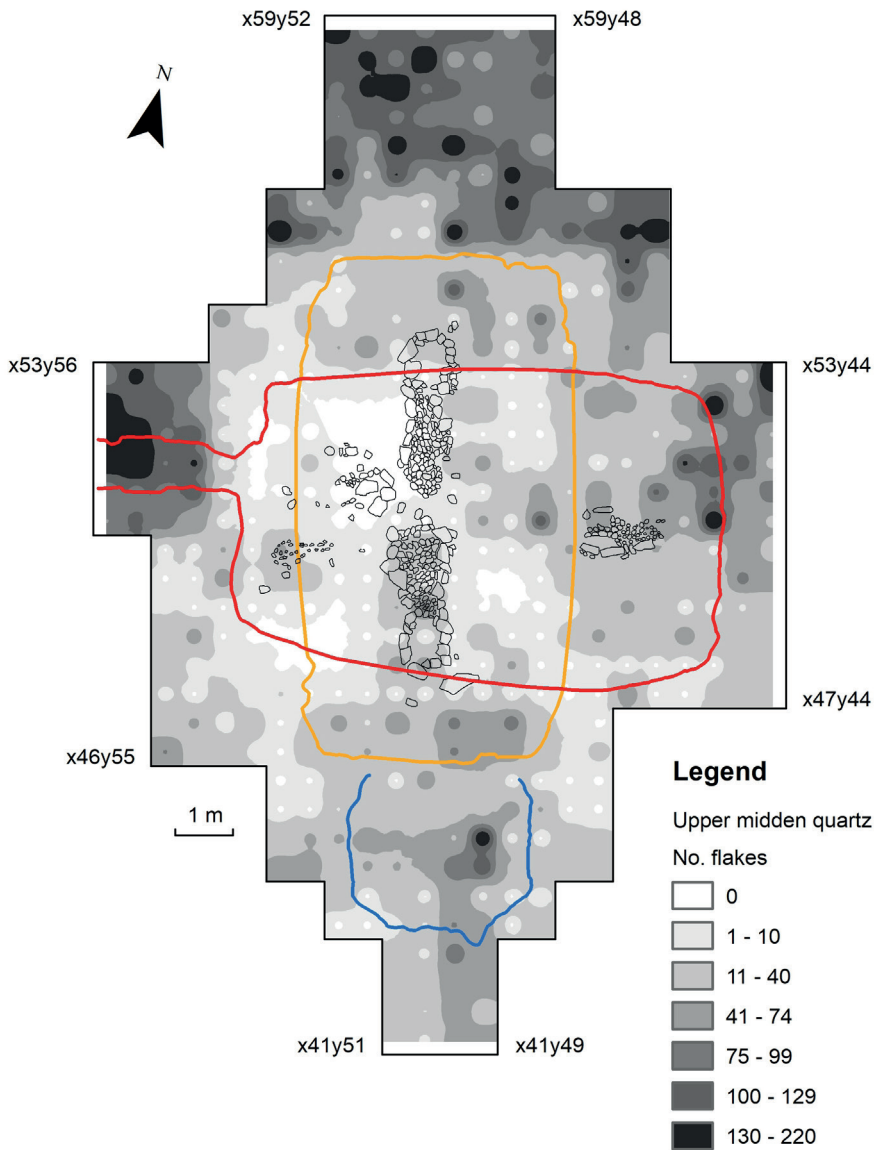 x59y52
x59y48
N
x53y56
x53y44
x47y44
x46y55
1 m
Legend
Upper midden quartz
No. flakes
0
1 - 10
11 - 40
41 - 74
75 - 99
100 - 129
130 - 220
x41y51
x41y49